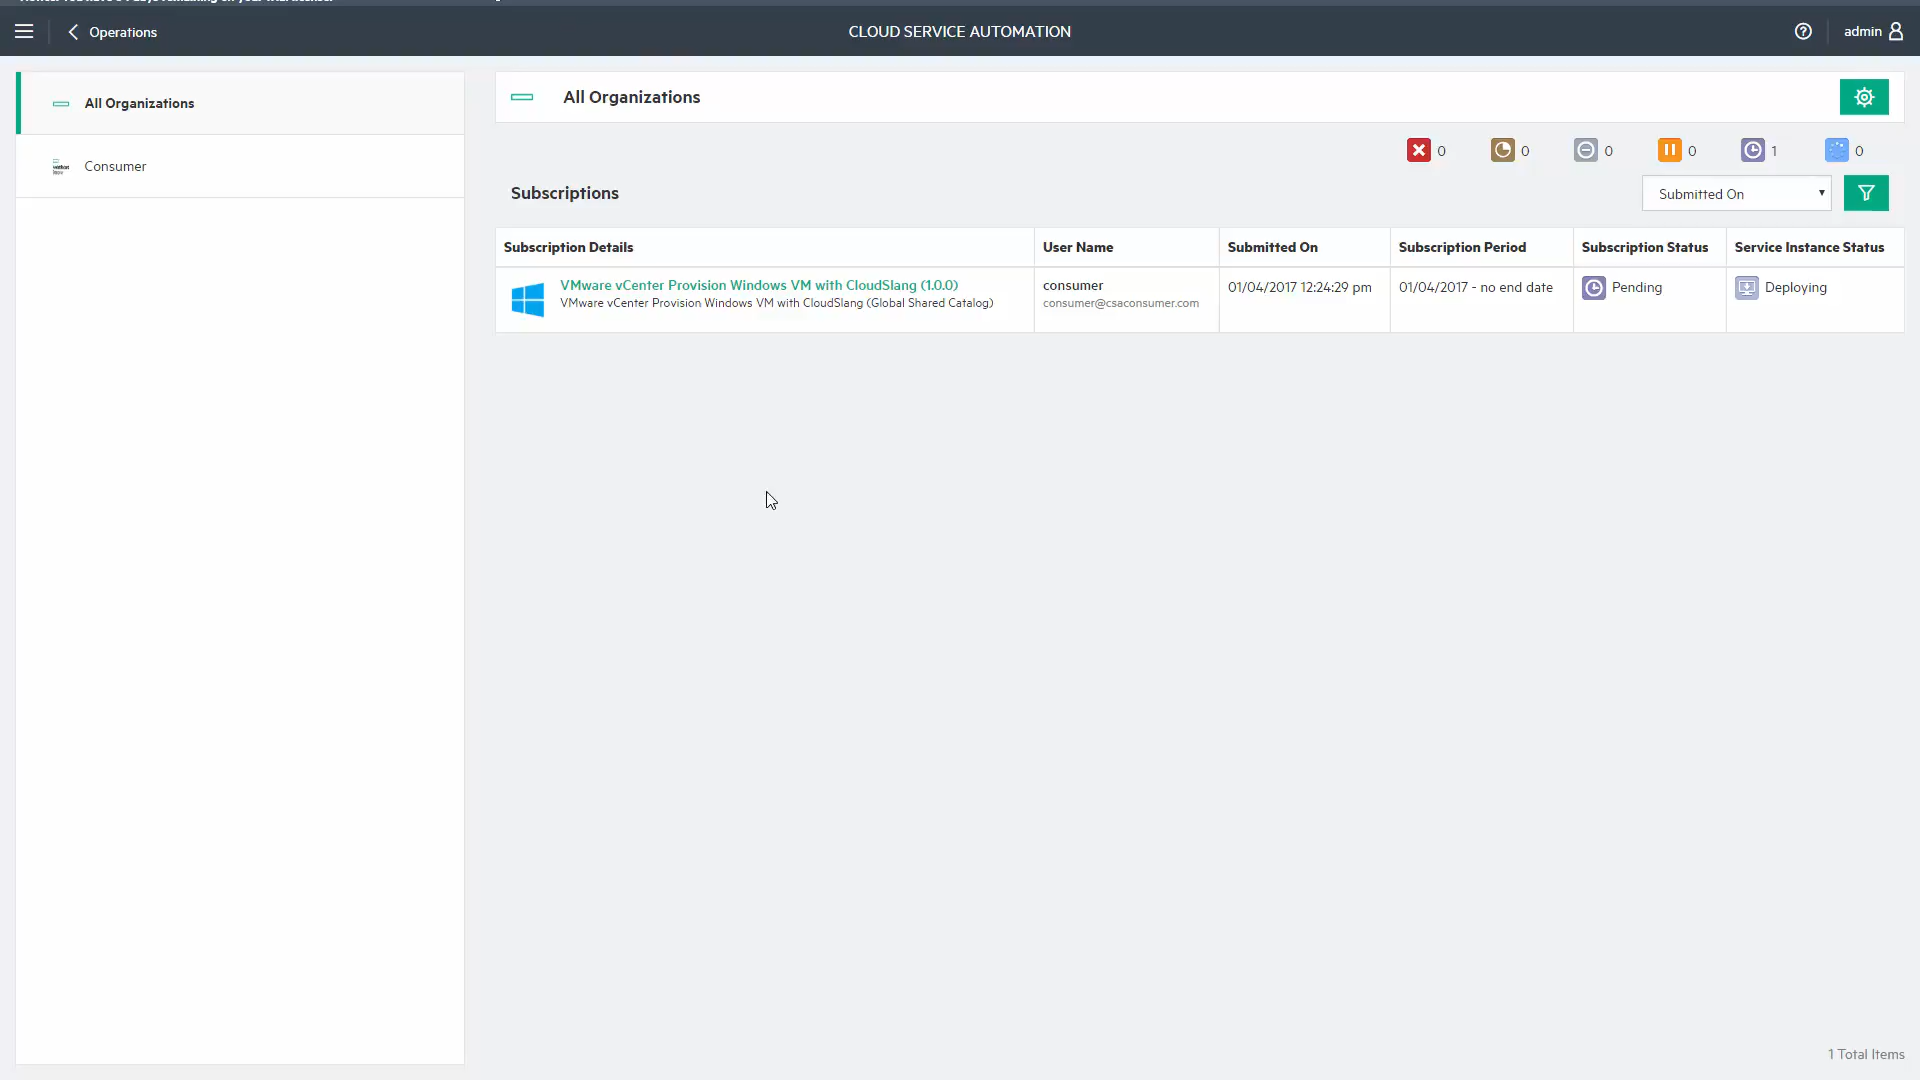 Operations
CLOUD SERVICE AUTOMATION
admin
All Organizations
Consumer
All Organizations
0
0
0
0
1
0
Subscriptions
Submitted On
Subscription Details
User Name
Submitted On
Subscription Period
Subscription Status
Service Instance Status
VMware vCenter Provision Windows VM with CloudSlang (1.0.0)
VMware vCenter Provision Windows VM with CloudSlang (Global Shared Catalog)
consumer
consumer@csaconsumer.com
01/04/2017 12:24:29 pm
01/04/2017 - no end date
Pending
Deploying
1 Total Items